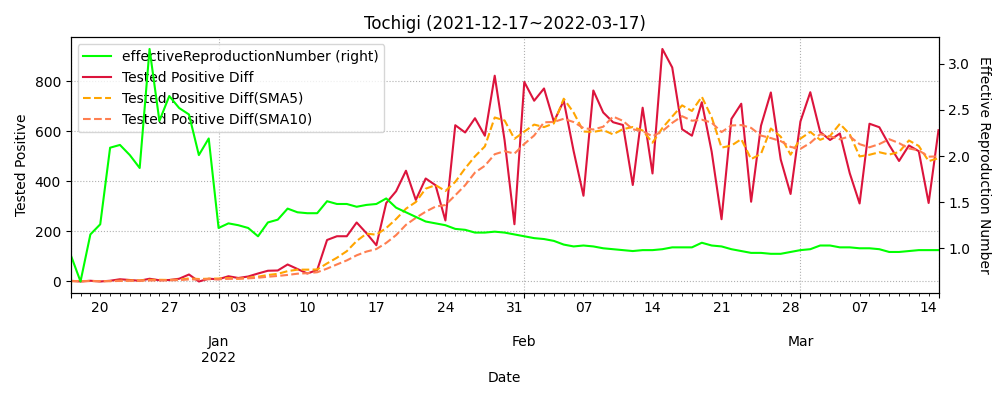 Tochigi (2021-12-17~2022-03-17)
effectiveReproductionNumber (right)
Tested Positive Diff
Tested Positive Diff(SMA5)
Tested Positive Diff(SMA10)
Tested Positive
800
600
400
200
0
3.0
2.5
2.0
1.5
1.0
Effective Reproduction Number
20 27 03 10 17 24 31 07 14 21 28 07 14
Jan Feb Mar
2022
Date